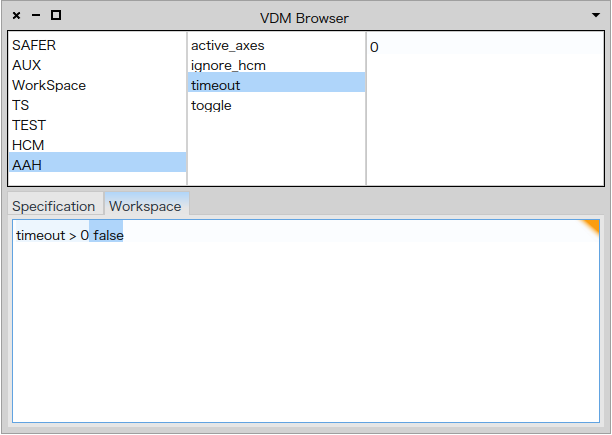 VDM Browser
SAFER
AUX
WorkSpace
TS
TEST
HCM
AAH
active_axes
ignore_hcm
timeout
toggle
0
Specification
Workspace
timeout > 0 false